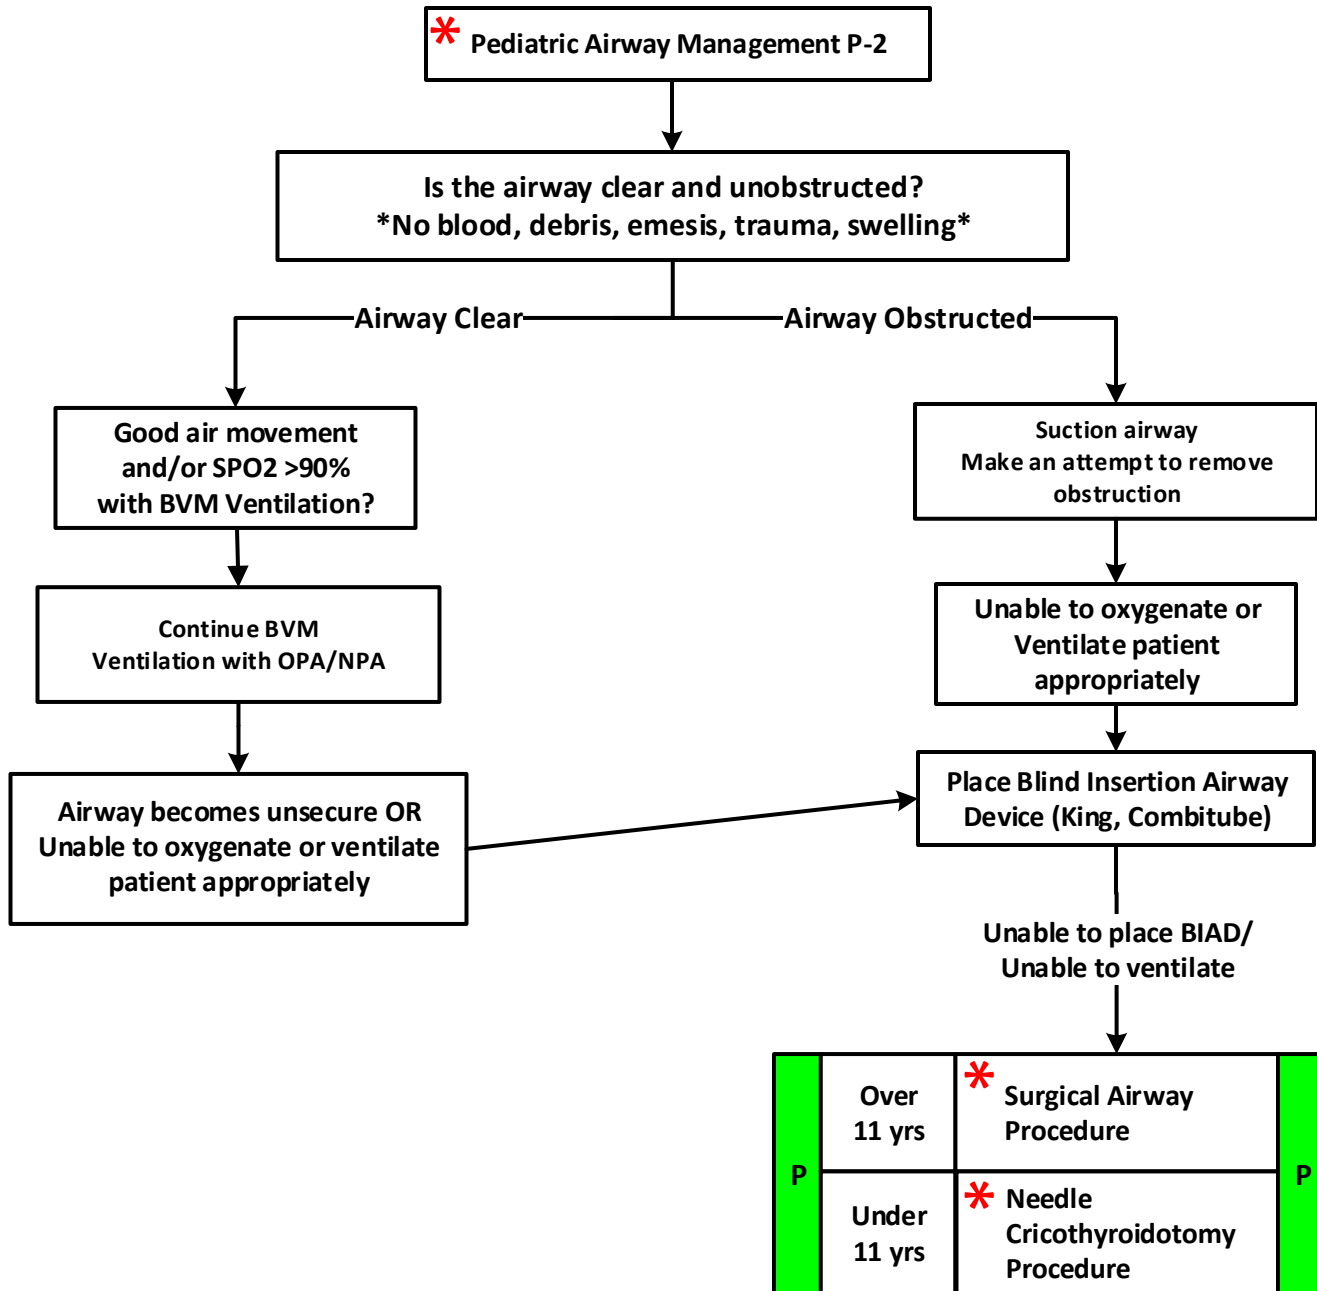 * Pediatric Airway Management P-2
Is the airway clear and unobstructed?
*No blood, debris, emesis, trauma, swelling*
Airway Clear
Airway Obstructed
Good air movement
and/or SPO2 >90%
with BVM Ventilation?
Continue BVM
Ventilation with OPA/NPA
Airway becomes unsecure OR
Unable to oxygenate or ventilate
patient appropriately
Suction airway
Make an attempt to remove
obstruction
Unable to oxygenate or
Ventilate patient
appropriately
Place Blind Insertion Airway
Device (King, Combitube)
Unable to place BIAD/
Unable to ventilate
P
Over
11 yrs
* Surgical Airway
Procedure
Under
11 yrs
* Needle
Cricothyroidotomy
Procedure
P